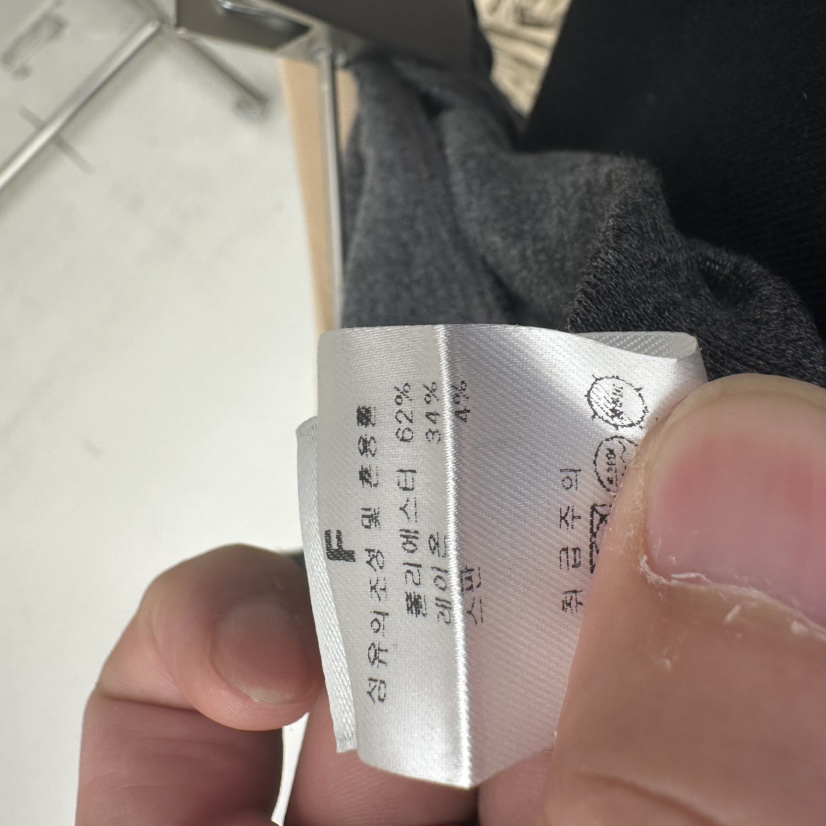 F
섬유의 조성 및 혼용률
폴리에스터 62%
레이온 34%
스판 4%
취급주의